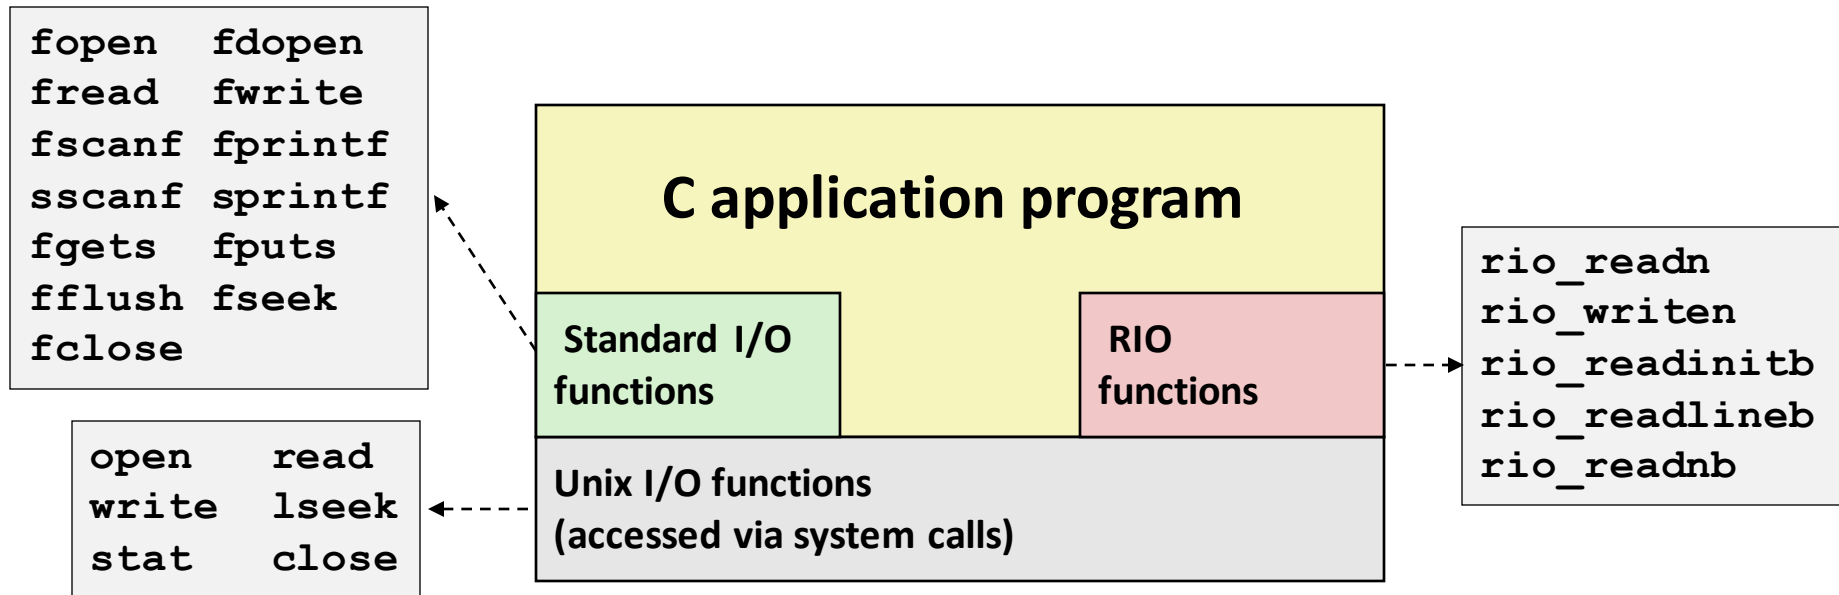 fopen fdopen
fread fwrite
fscanf fprintf
sscanf sprintf
fgets fputs
fflush fseek
fclose
C application program
Standard I/O
functions
RIO
functions
rio_readn
rio_writen
rio_readinitb
rio_readlineb
rio_readnb
open read
write lseek
stat close
Unix I/O functions
(accessed via system calls)